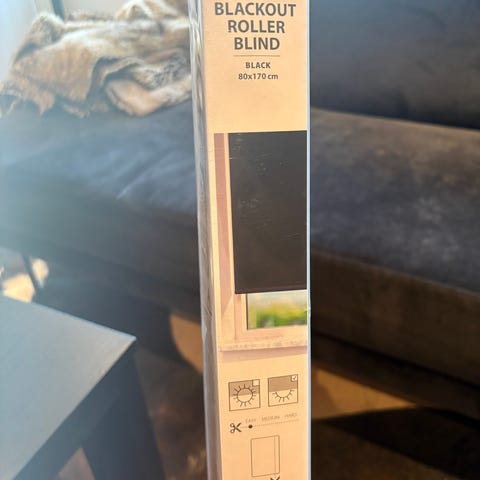 BLACKOUT
ROLLER
BLIND
BLACK
80x170 cm
EASY - MEDIUM - HARD